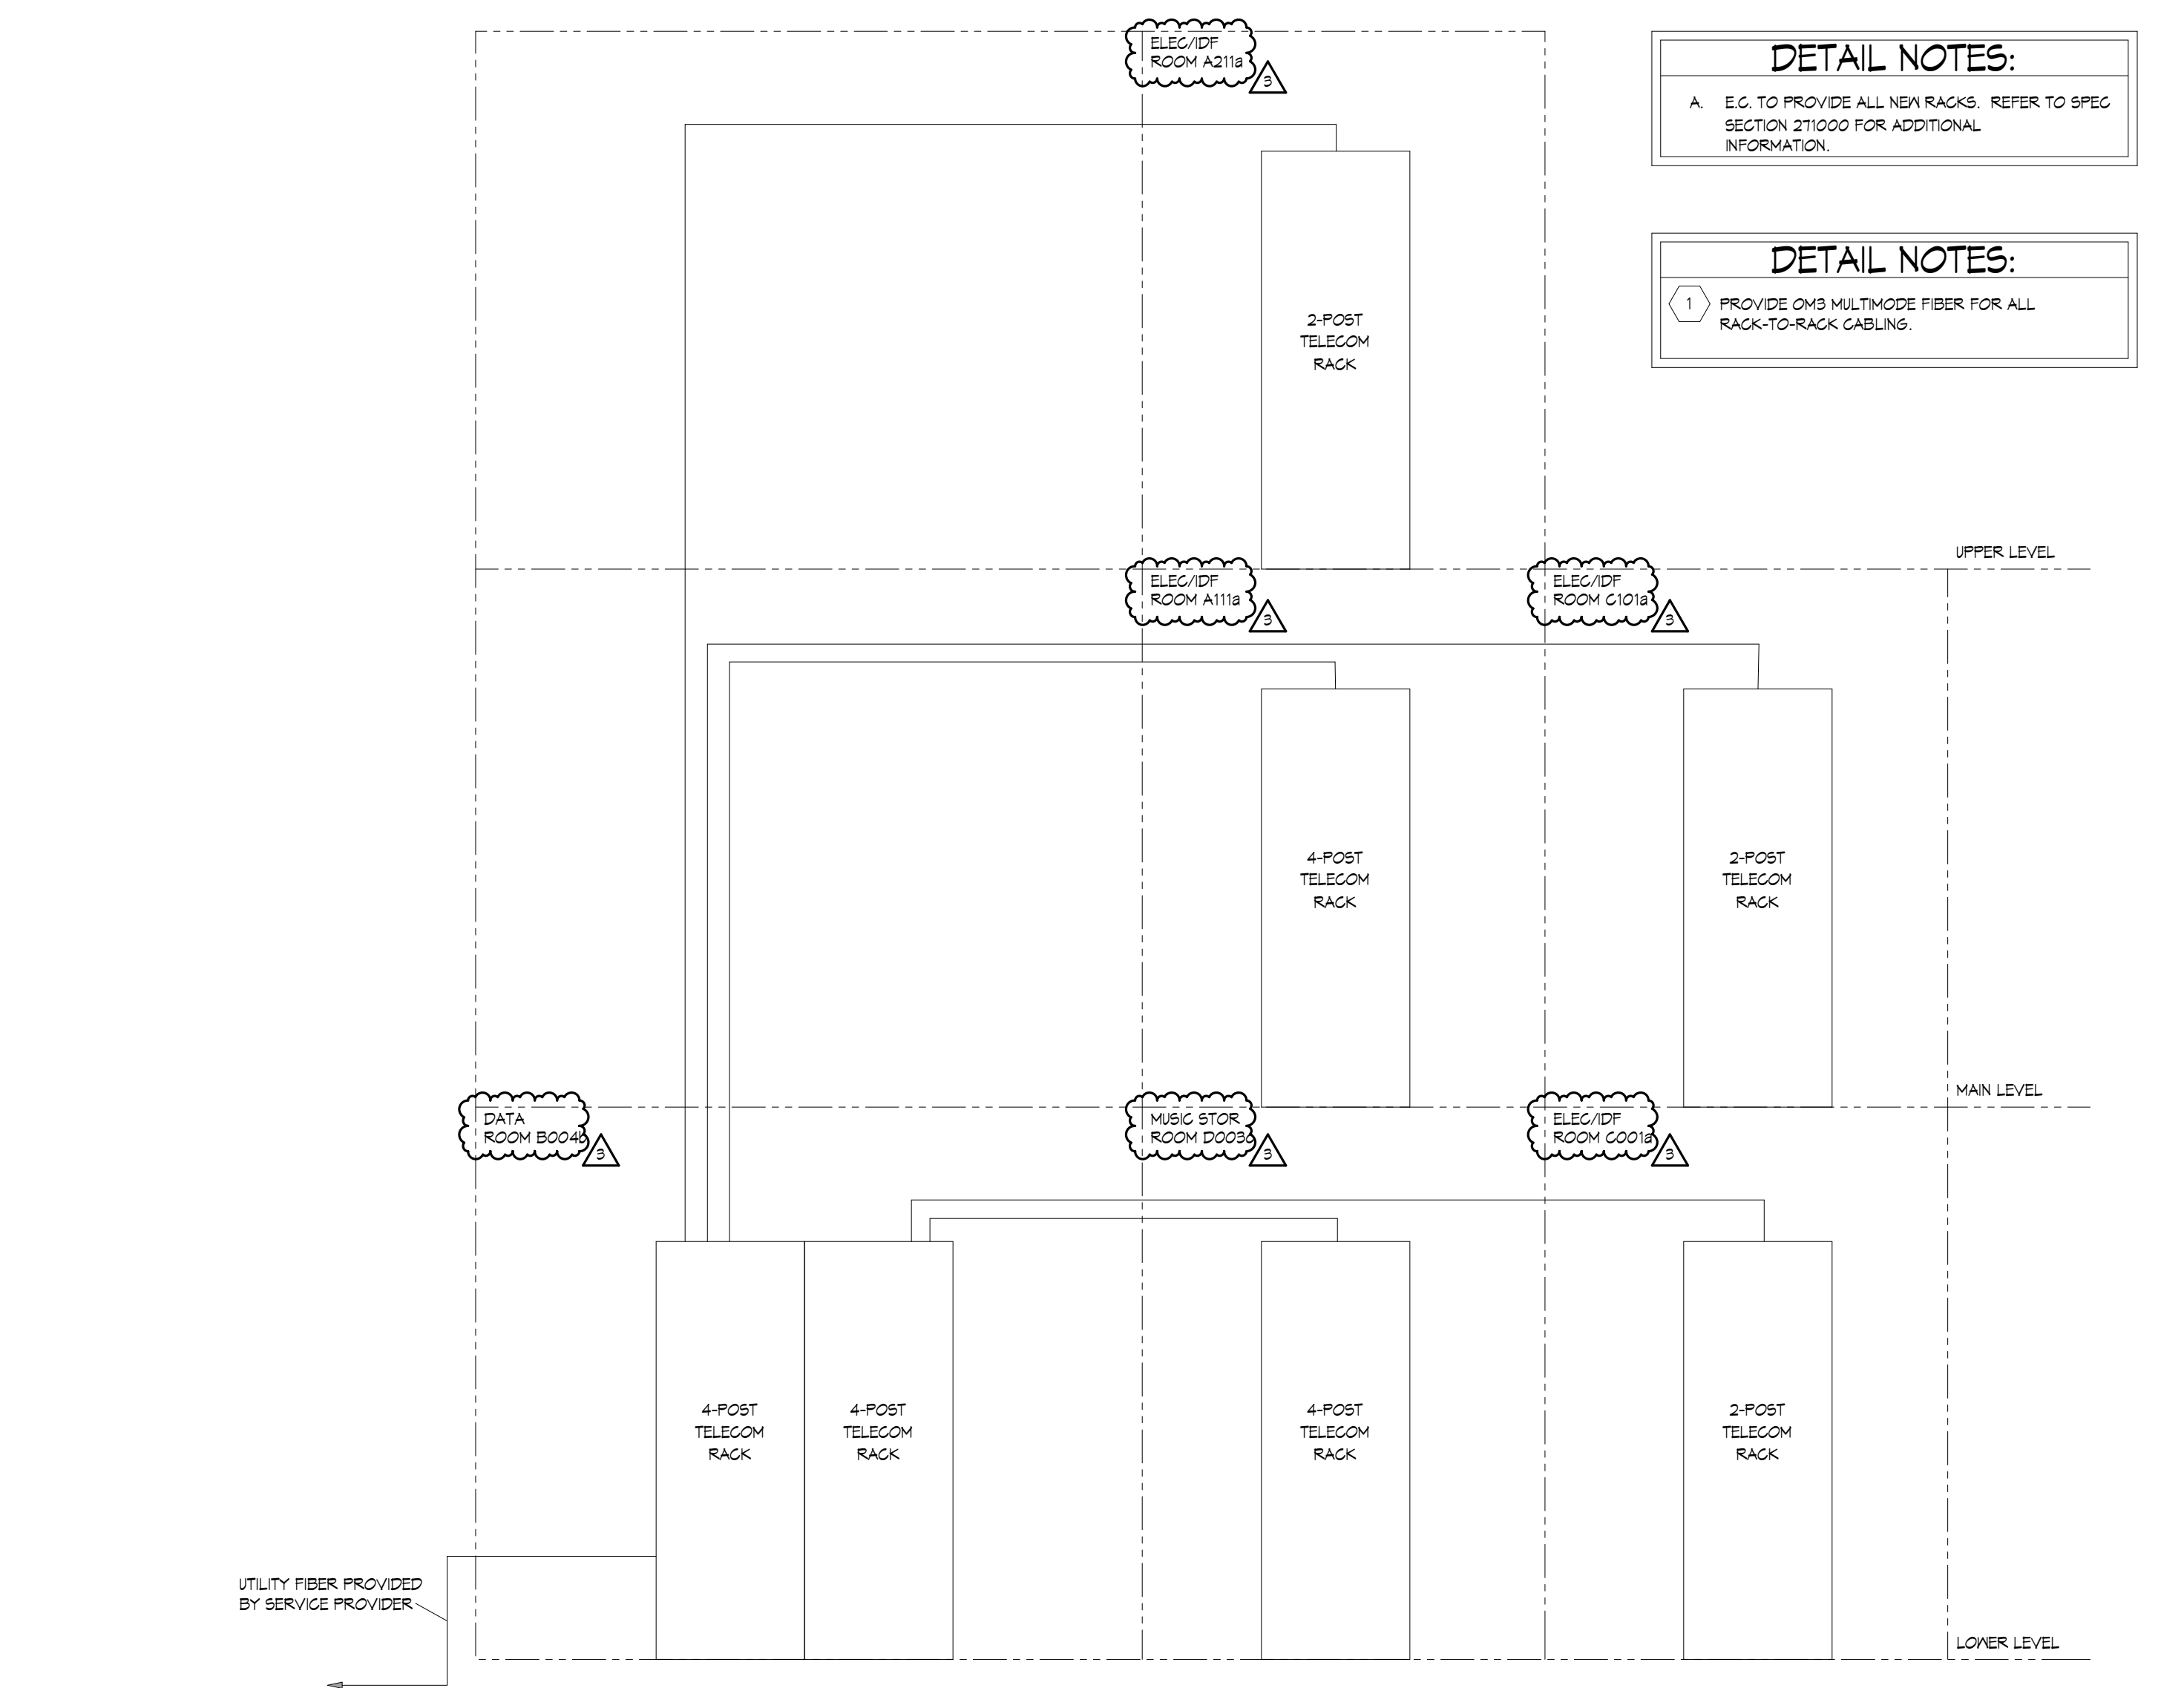 ELEC/IDF
ROOM A211a
3
DETAIL NOTES:
A. E.C. TO PROVIDE ALL NEW RACKS. REFER TO SPEC
SECTION 271000 FOR ADDITIONAL
INFORMATION.
DETAIL NOTES:
1 PROVIDE OM3 MULTIMODE FIBER FOR ALL
RACK-TO-RACK CABLING.
2-POST
TELECOM
RACK
UPPER LEVEL
ELEC/IDF
ROOM A111a
3
ELEC/IDF
ROOM C101a
3
4-POST
TELECOM
RACK
2-POST
TELECOM
RACK
MAIN LEVEL
DATA
ROOM B004b
3
MUSIC STOR
ROOM D003c
3
ELEC/IDF
ROOM C001a
3
4-POST
TELECOM
RACK
4-POST
TELECOM
RACK
4-POST
TELECOM
RACK
2-POST
TELECOM
RACK
UTILITY FIBER PROVIDED
BY SERVICE PROVIDER
LOWER LEVEL